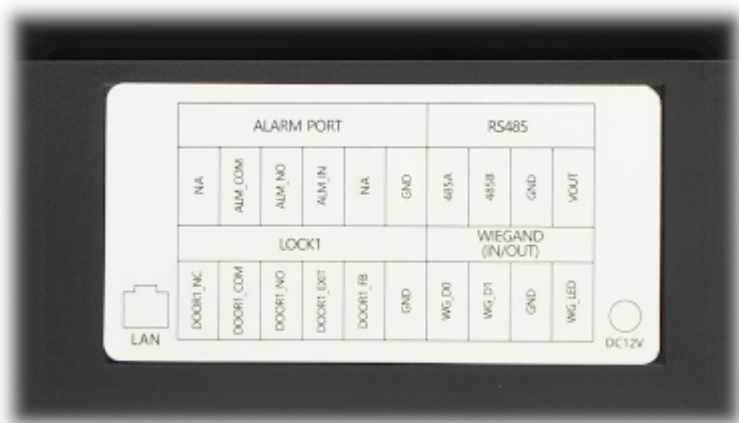 ALARM PORT RS485
NA ALM_COM ALM_NO ALM_IN NA GND 485A 485B GND VOUT
LOCK1 WIEGAND
(IN/OUT)
DOOR1_NC DOOR1_COM DOOR1_NO DOOR1_EXIT DOOR1_FB GND WG_D0 WG_D1 GND WG_LED
LAN DC12V